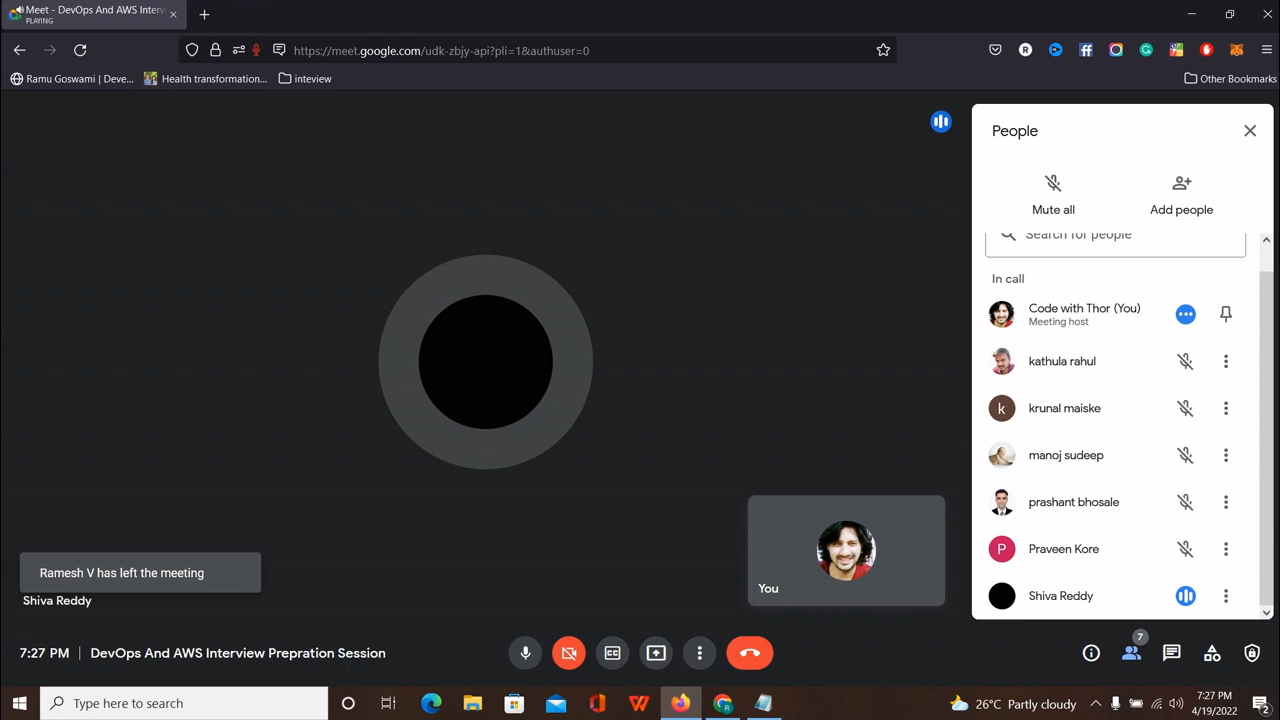 Meet - DevOps And AWS Interv
PLAYING
https://meet.google.com/udk-zbjy-api?pli=1&authuser=0
R
ff
Ramu Goswami | Deve...
Health transformation...
inteview
Other Bookmarks
People
Mute all
Add people
Search for people
In call
Code with Thor (You)
Meeting host
kathula rahul
k
krunal maiske
manoj sudeep
prashant bhosale
P
Praveen Kore
Shiva Reddy
You
Ramesh V has left the meeting
Shiva Reddy
7:27 PM | DevOps And AWS Interview Prepration Session
7
Type here to search
26°C Partly cloudy
7:27 PM
4/19/2022
2